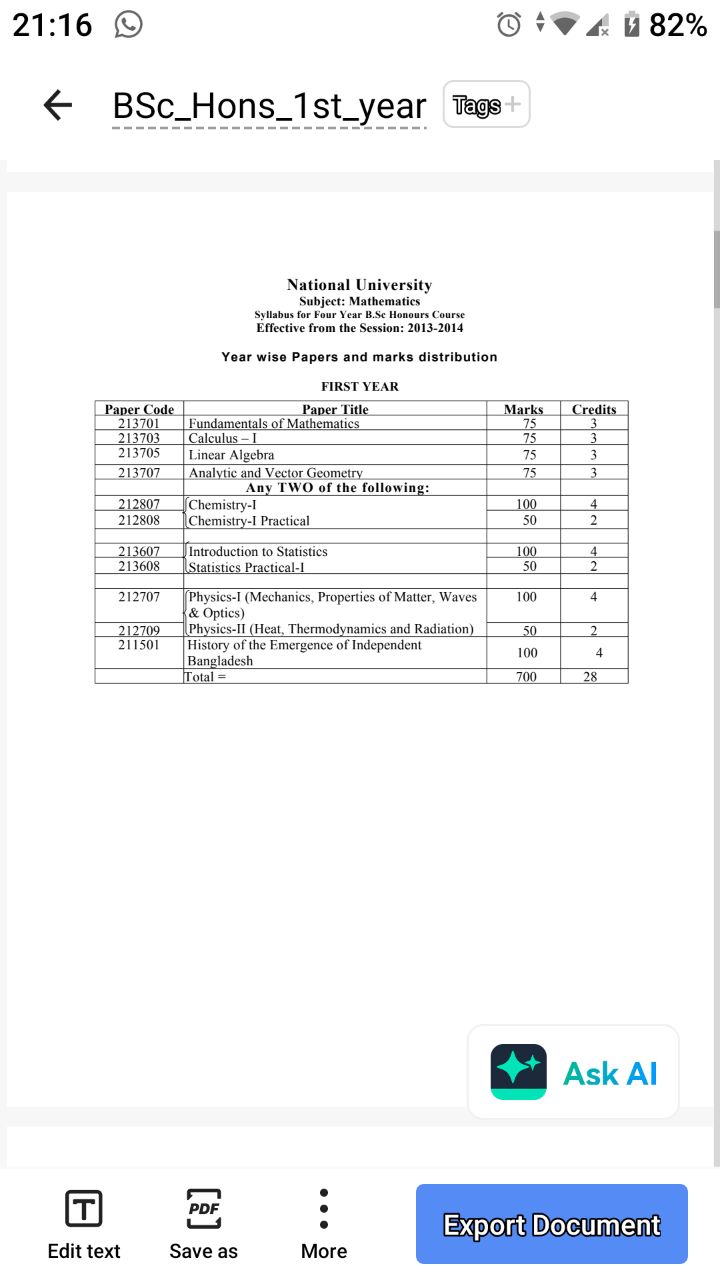 21:16 82%
BSc_Hons_1st_year Tags+
National University
Subject: Mathematics
Syllabus for Four Year B.Sc Honours Course
Effective from the Session: 2013-2014
Year wise Papers and marks distribution
FIRST YEAR
Paper Code Paper Title Marks Credits
213701 Fundamentals of Mathematics 75 3
213703 Calculus – I 75 3
213705 Linear Algebra 75 3
213707 Analytic and Vector Geometry 75 3
Any TWO of the following:
212807 Chemistry-I 100 4
212808 Chemistry-I Practical 50 2
213607 Introduction to Statistics 100 4
213608 Statistics Practical-I 50 2
212707 Physics-I (Mechanics, Properties of Matter, Waves 100 4
& Optics)
212709 Physics-II (Heat, Thermodynamics and Radiation) 50 2
211501 History of the Emergence of Independent
Bangladesh 100 4
Total = 700 28
Ask AI
PDF
Edit text Save as More Export Document